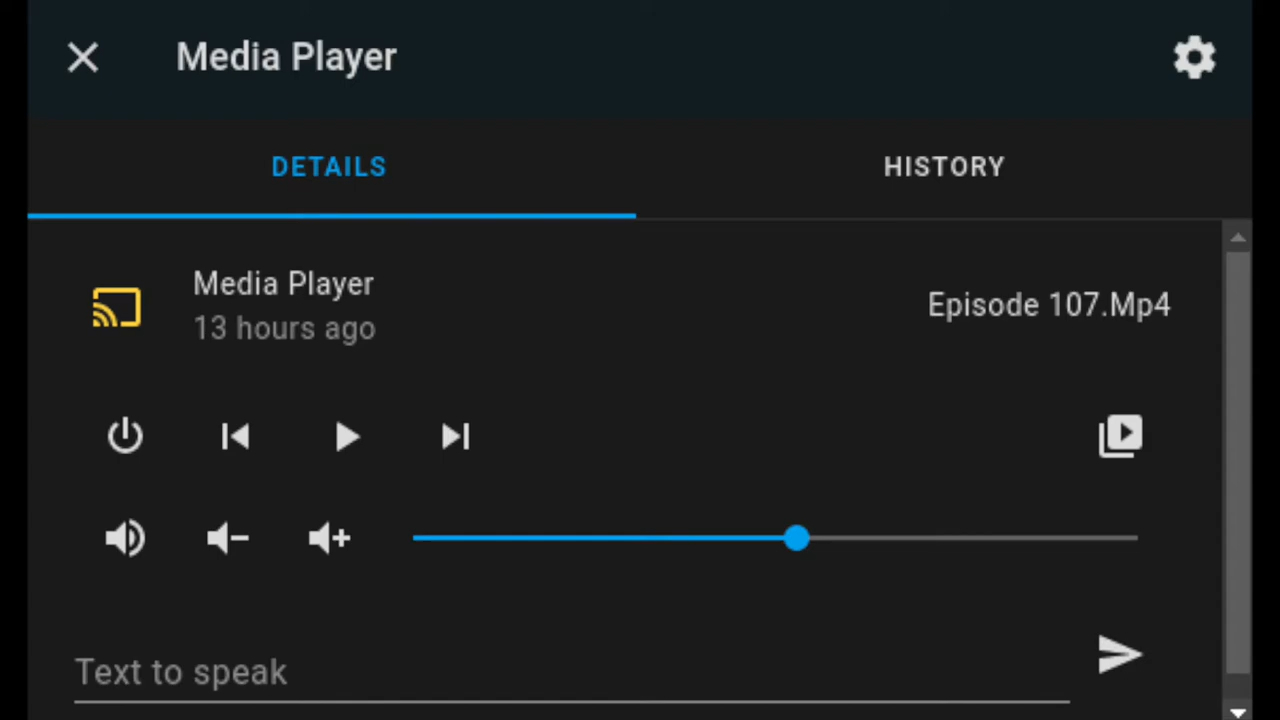 Media Player
DETAILS
HISTORY
Media Player
13 hours ago
Episode 107.Mp4
Text to speak